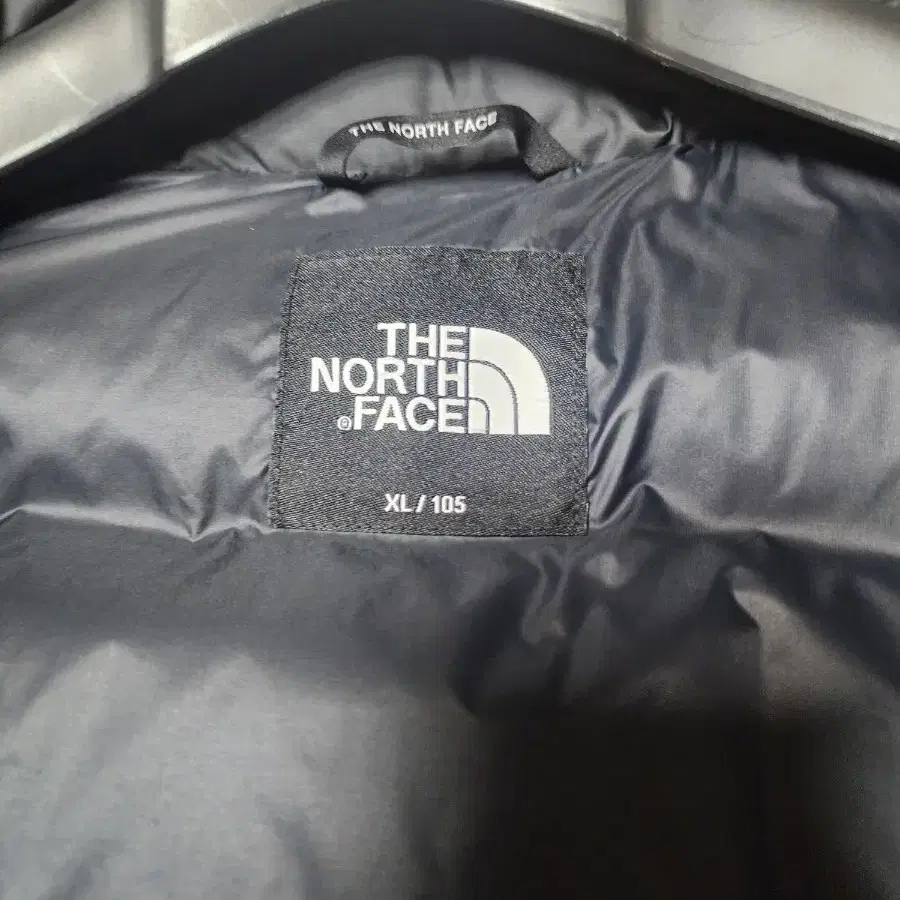 THE NORTH FACE
THE
NORTH
®FACE
XL / 105